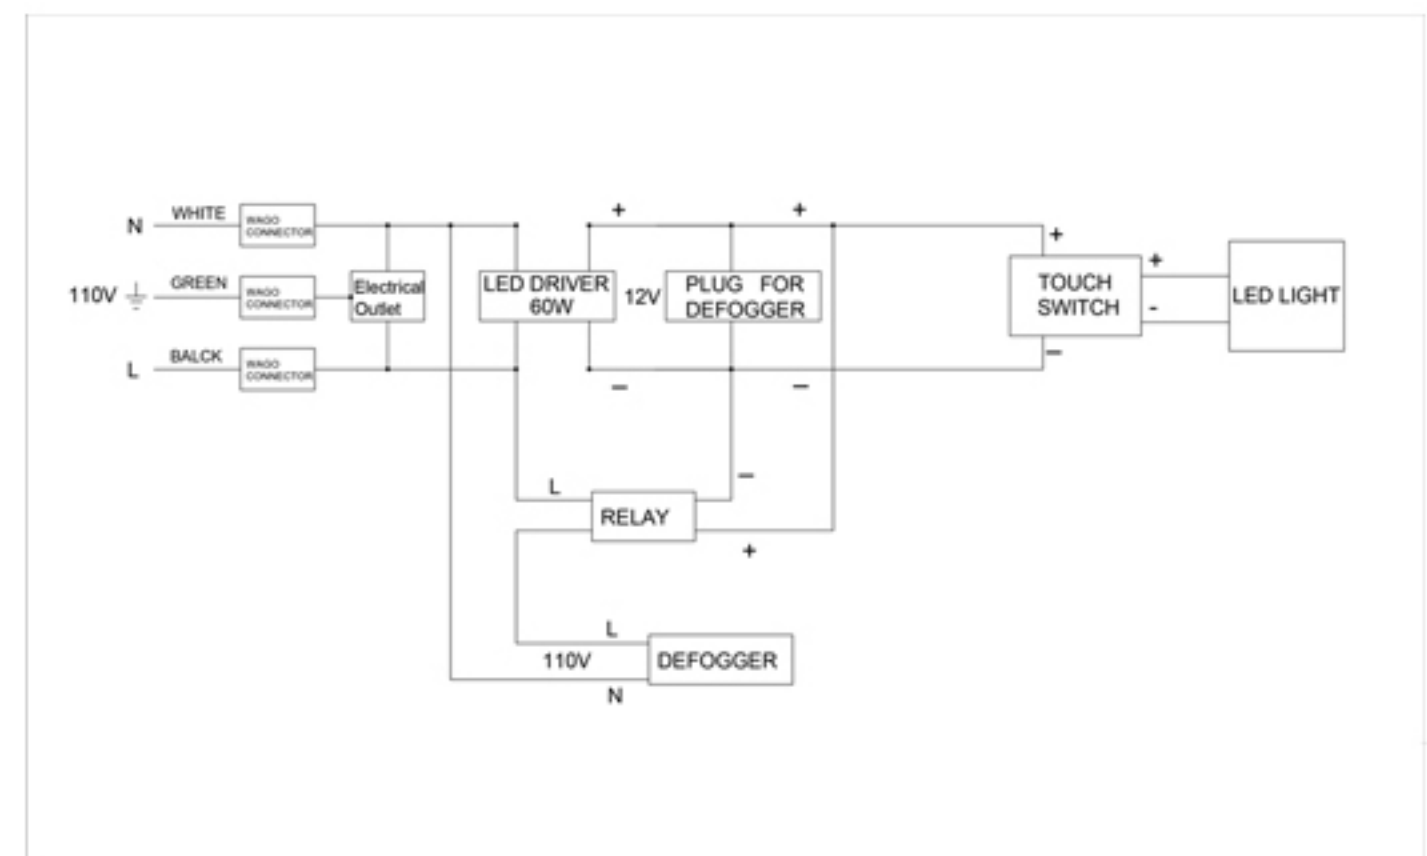 N
WHITE
WAGO
CONNECTOR
110V
GREEN
WAGO
CONNECTOR
L
BALCK
WAGO
CONNECTOR
Electrical
Outlet
LED DRIVER
60W
+
+
12V
PLUG FOR
DEFOGGER
–
–
+
TOUCH
SWITCH
–
+
-
LED LIGHT
L
RELAY
–
+
L
110V
N
DEFOGGER